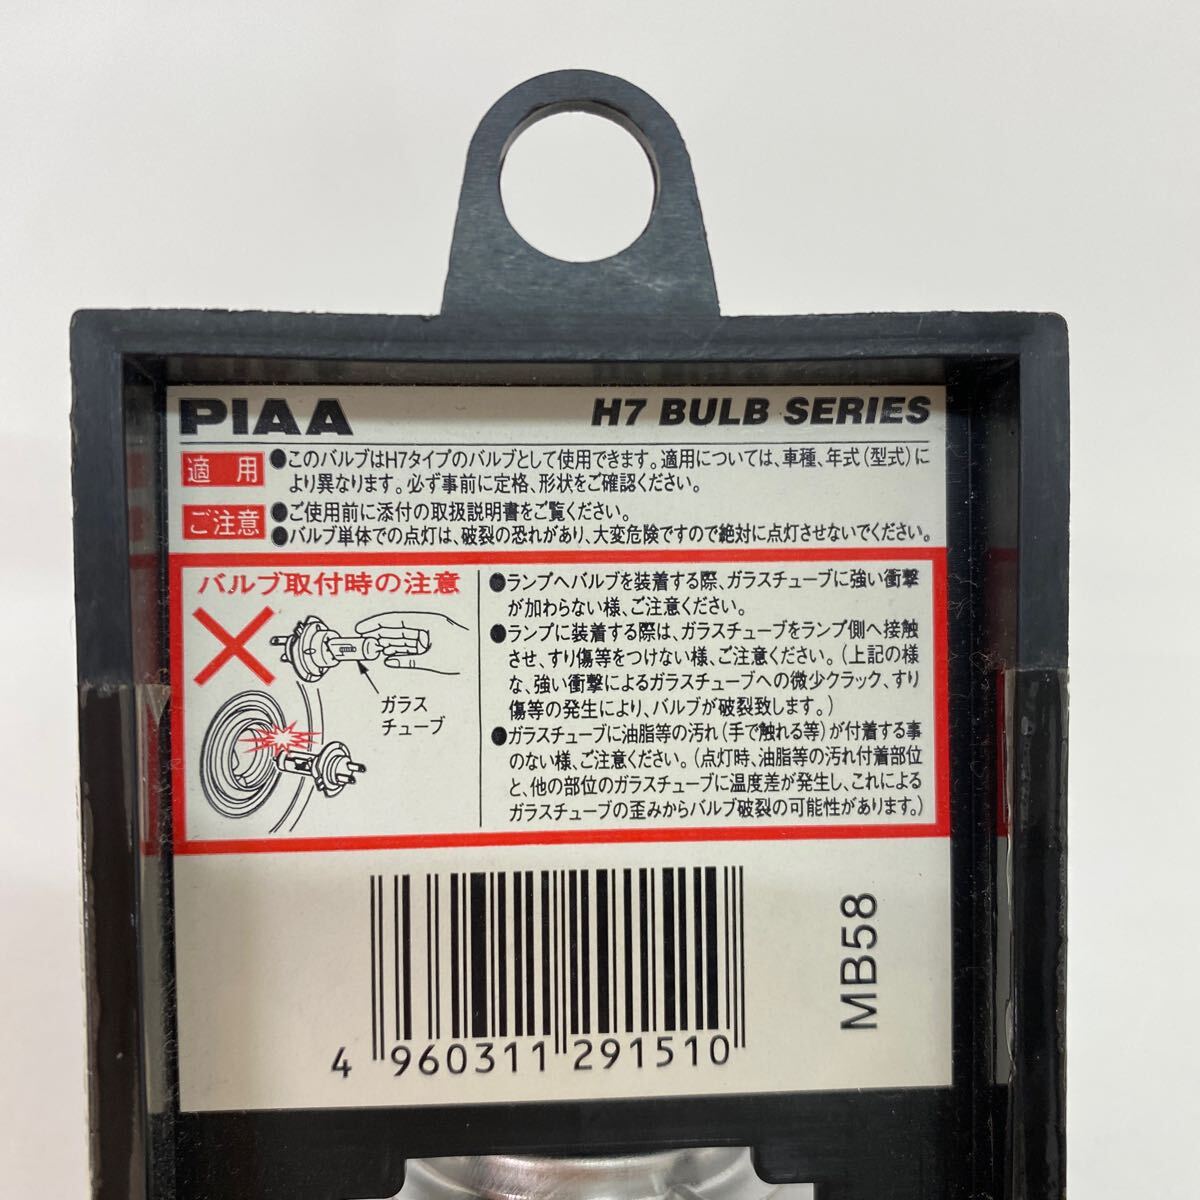 PIAA
H7 BULB SERIES
適用
●このバルブはH7タイプのバルブとして使用できます。適用については、車種、年式(型式)に
より異なります。必ず事前に定格、形状をご確認ください。
ご注意
●ご使用前に添付の取扱説明書をご覧ください。
●バルブ単体での点灯は、破裂の恐れがあり、大変危険ですので絶対に点灯させないでください。
バルブ取付時の注意
ガラス
チューブ
●ランプへバルブを装着する際、ガラスチューブに強い衝撃
が加わらない様、ご注意ください。
●ランプに装着する際は、ガラスチューブをランプ側へ接触
させ、すり傷等をつけない様、ご注意ください。(上記の様
な、強い衝撃によるガラスチューブへの微少クラック、すり
傷等の発生により、バルブが破裂致します。)
●ガラスチューブに油脂等の汚れ(手で触れる等)が付着する事
のない様、ご注意ください。(点灯時、油脂等の汚れ付着部位
と、他の部位のガラスチューブに温度差が発生し、これによる
ガラスチューブの歪みからバルブ破裂の可能性があります。)
4 960311 291510
MB58